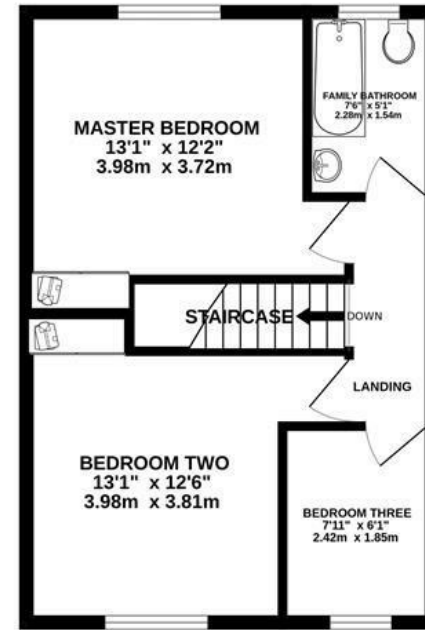 FAMILY BATHROOM
7'6" x 5'1"
2.28m x 1.54m
MASTER BEDROOM
13'1" x 12'2"
3.98m x 3.72m
STAIRCASE
DOWN
LANDING
BEDROOM TWO
13'1" x 12'6"
3.98m x 3.81m
BEDROOM THREE
7'11" x 6'1"
2.42m x 1.85m